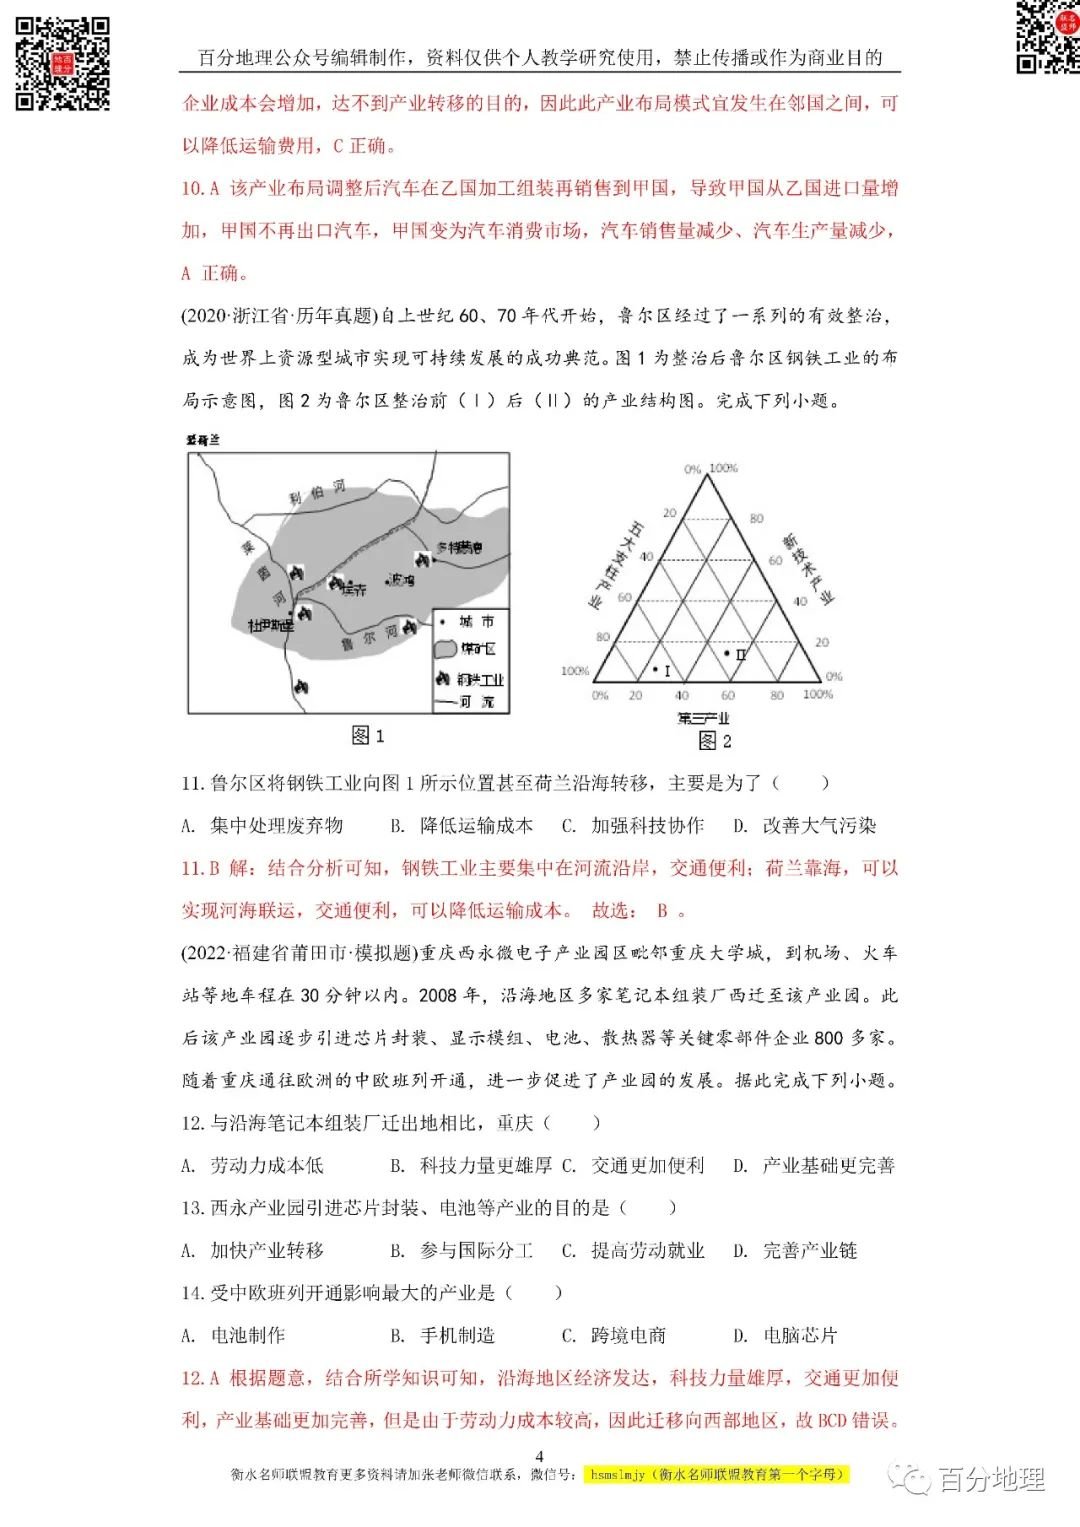 百分地理公众号编辑制作，资料仅供个人教学研究使用，禁止传播或作为商业目的
企业成本会增加，达不到产业转移的目的，因此此产业布局模式宜发生在邻国之间，可
以降低运输费用，C 正确。
10.A 该产业布局调整后汽车在乙国加工组装再销售到甲国，导致甲国从乙国进口量增
加，甲国不再出口汽车，甲国变为汽车消费市场，汽车销售量减少、汽车生产量减少，
A 正确。
(2020·浙江省·历年真题)自上世纪 60、70 年代开始，鲁尔区经过了一系列的有效整治，
成为世界上资源型城市实现可持续发展的成功典范。图 1 为整治后鲁尔区钢铁工业的布
局示意图，图 2 为鲁尔区整治前（Ⅰ）后（Ⅱ）的产业结构图。完成下列小题。
至荷兰
利伯河
莱茵河
多特蒙德
埃森
波鸿
杜伊斯堡
鲁尔河
城市
煤矿区
钢铁工业
河流
图 1
0% 100%
20 80
40 60
60 40
80 20
100% 0%
0% 20 40 60 80 100%
五大支柱产业
新技术产业
第三产业
Ⅰ
Ⅱ
图 2
11.鲁尔区将钢铁工业向图 1 所示位置甚至荷兰沿海转移，主要是为了（　　）
A. 集中处理废弃物 B. 降低运输成本 C. 加强科技协作 D. 改善大气污染
11.B 解：结合分析可知，钢铁工业主要集中在河流沿岸，交通便利；荷兰靠海，可以
实现河海联运，交通便利，可以降低运输成本。 故选： B 。
(2022·福建省莆田市·模拟题)重庆西永微电子产业园区毗邻重庆大学城，到机场、火车
站等地车程在 30 分钟以内。2008 年，沿海地区多家笔记本组装厂西迁至该产业园。此
后该产业园逐步引进芯片封装、显示模组、电池、散热器等关键零部件企业 800 多家。
随着重庆通往欧洲的中欧班列开通，进一步促进了产业园的发展。据此完成下列小题。
12.与沿海笔记本组装厂迁出地相比，重庆（　　）
A. 劳动力成本低 B. 科技力量更雄厚 C. 交通更加便利 D. 产业基础更完善
13.西永产业园引进芯片封装、电池等产业的目的是（　　）
A. 加快产业转移 B. 参与国际分工 C. 提高劳动就业 D. 完善产业链
14.受中欧班列开通影响最大的产业是（　　）
A. 电池制作 B. 手机制造 C. 跨境电商 D. 电脑芯片
12.A 根据题意，结合所学知识可知，沿海地区经济发达，科技力量雄厚，交通更加便
利，产业基础更加完善，但是由于劳动力成本较高，因此迁移向西部地区，故 BCD 错误。
4
衡水名师联盟教育更多资料请加张老师微信联系，微信号： hsmslmjy（衡水名师联盟教育第一个字母）
百分地理